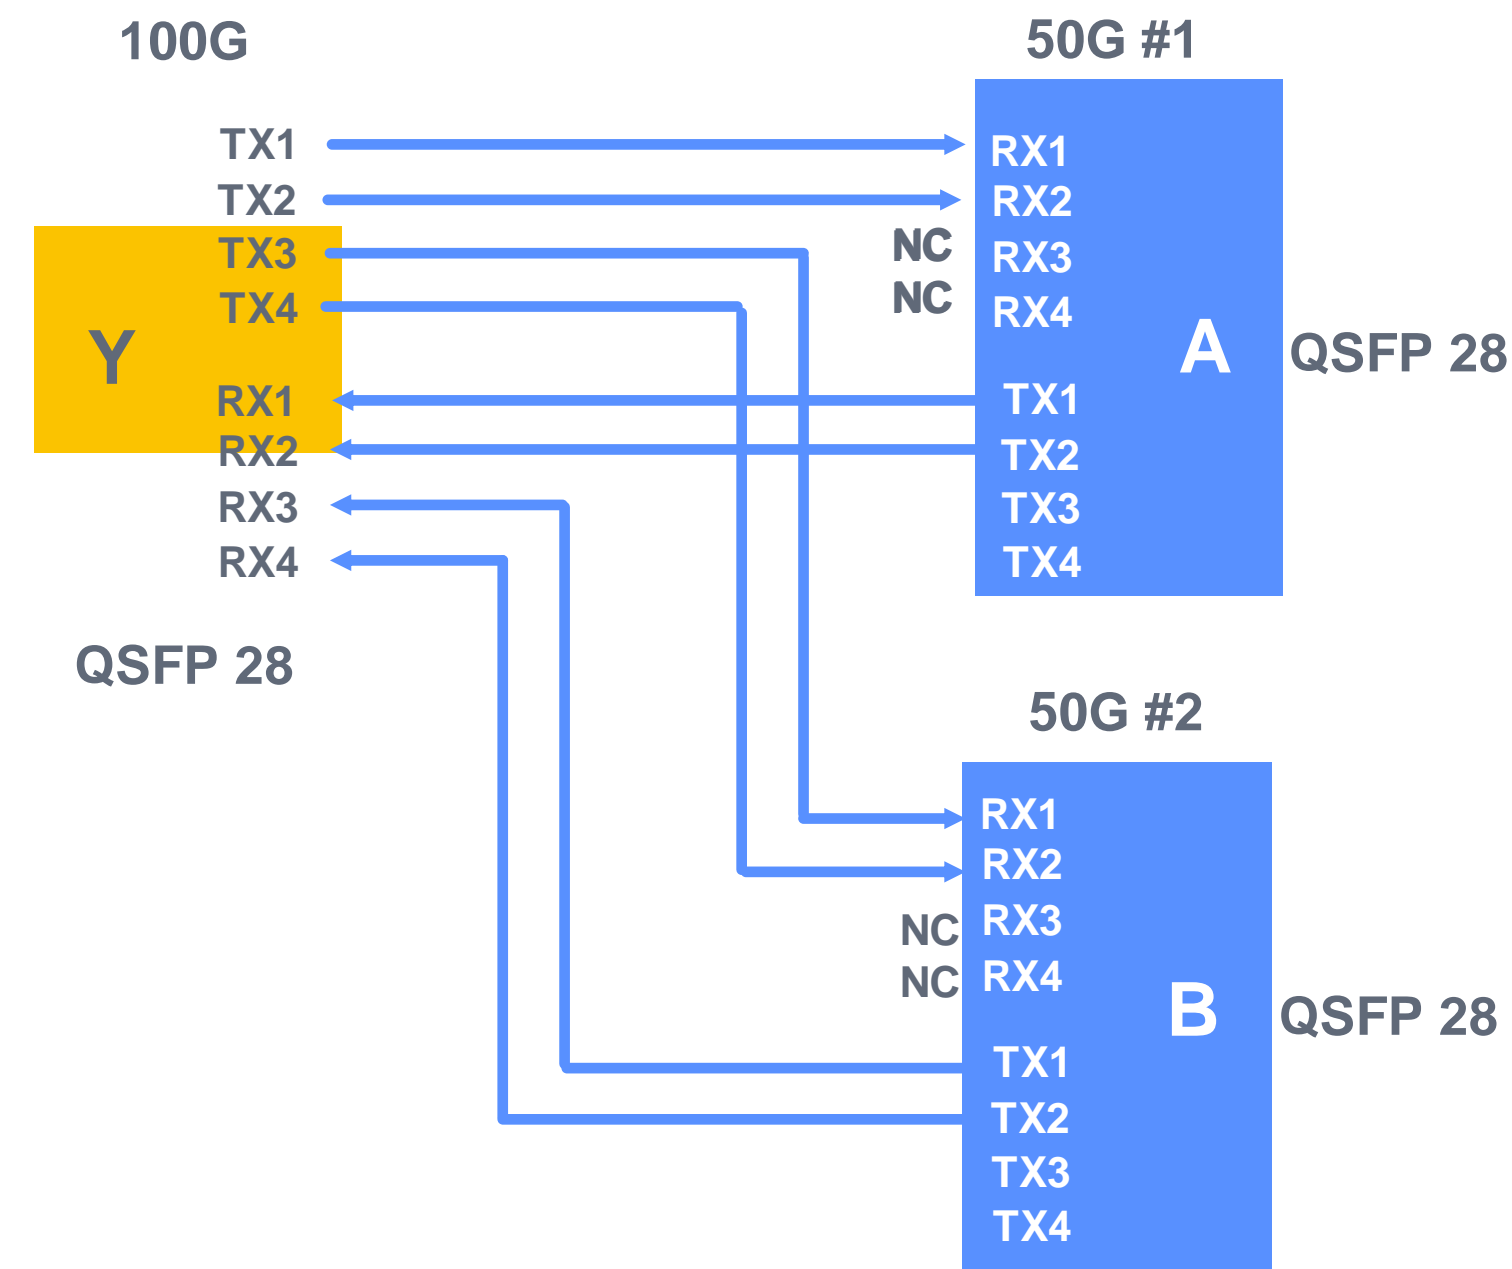 100G
TX1
TX2
TX3
TX4
Y
RX1
RX2
RX3
RX4
QSFP 28
50G #1
RX1
RX2
NC
RX3
NC
RX4
A
QSFP 28
TX1
TX2
TX3
TX4
50G #2
RX1
RX2
NC
RX3
NC
RX4
B
QSFP 28
TX1
TX2
TX3
TX4